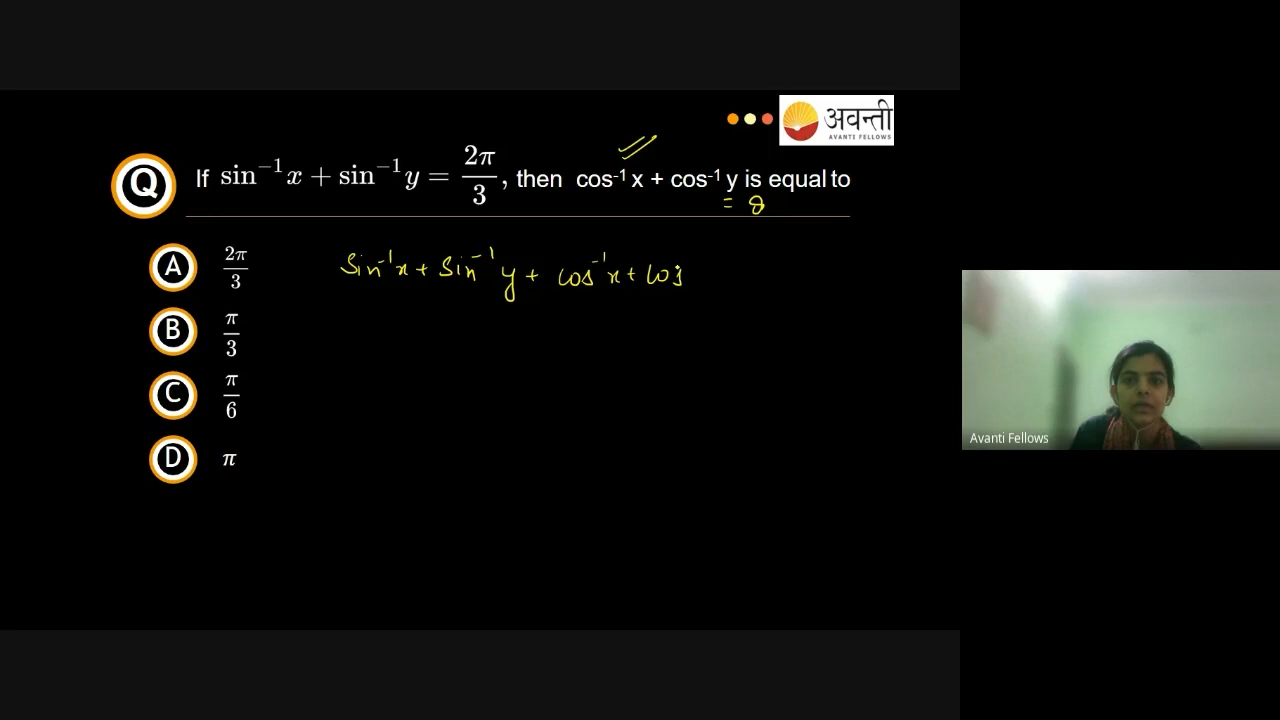 अवन्ती
AVANTI FELLOWS
Q If sin⁻¹x + sin⁻¹y = 2π/3, then cos⁻¹ x + cos⁻¹ y is equal to
= θ
A 2π/3
sin⁻¹x + sin⁻¹y + cos⁻¹x + cos
B π/3
C π/6
D π
Avanti Fellows